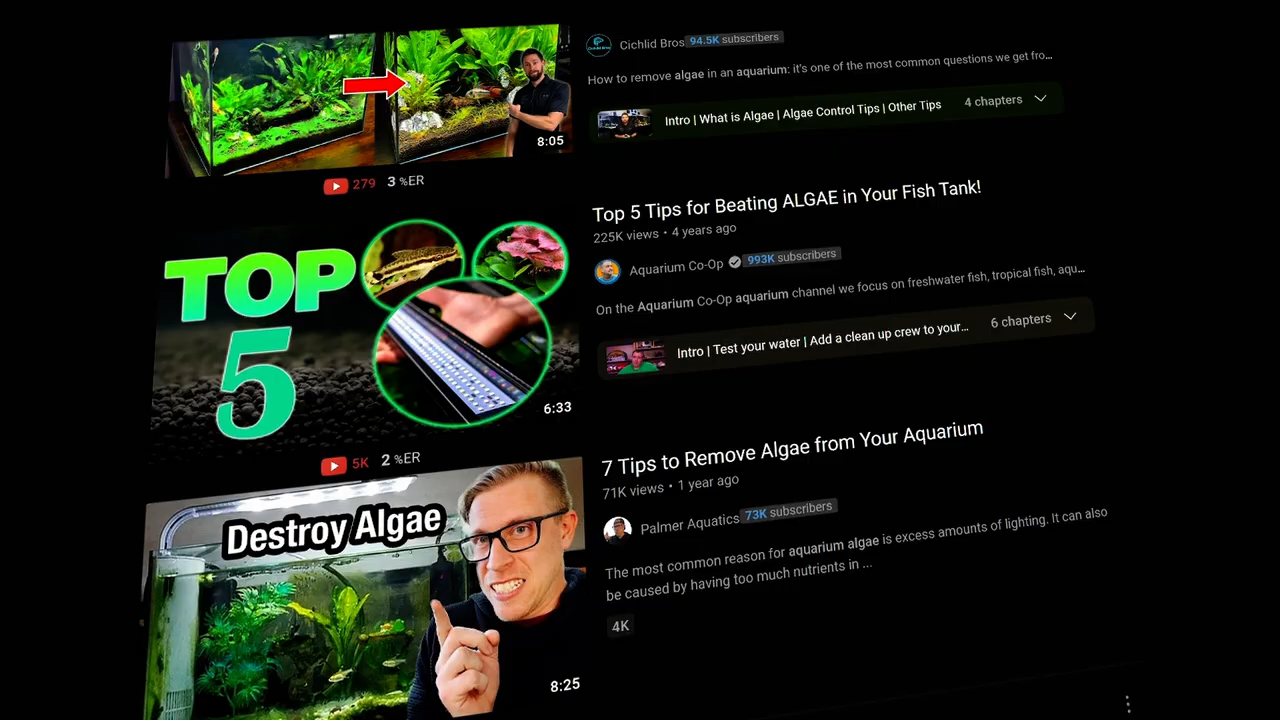 8:05
279 3 %ER
Cichlid Bros 94.5K subscribers
How to remove algae in an aquarium: it's one of the most common questions we get fro...
Intro | What is Algae | Algae Control Tips | Other Tips 4 chapters
TOP
5
6:33
5K 2 %ER
Top 5 Tips for Beating ALGAE in Your Fish Tank!
225K views • 4 years ago
Aquarium Co-Op 993K subscribers
On the Aquarium Co-Op aquarium channel we focus on freshwater fish, tropical fish, aqu...
Intro | Test your water | Add a clean up crew to your... 6 chapters
Destroy Algae
8:25
7 Tips to Remove Algae from Your Aquarium
71K views • 1 year ago
Palmer Aquatics 73K subscribers
The most common reason for aquarium algae is excess amounts of lighting. It can also
be caused by having too much nutrients in ...
4K